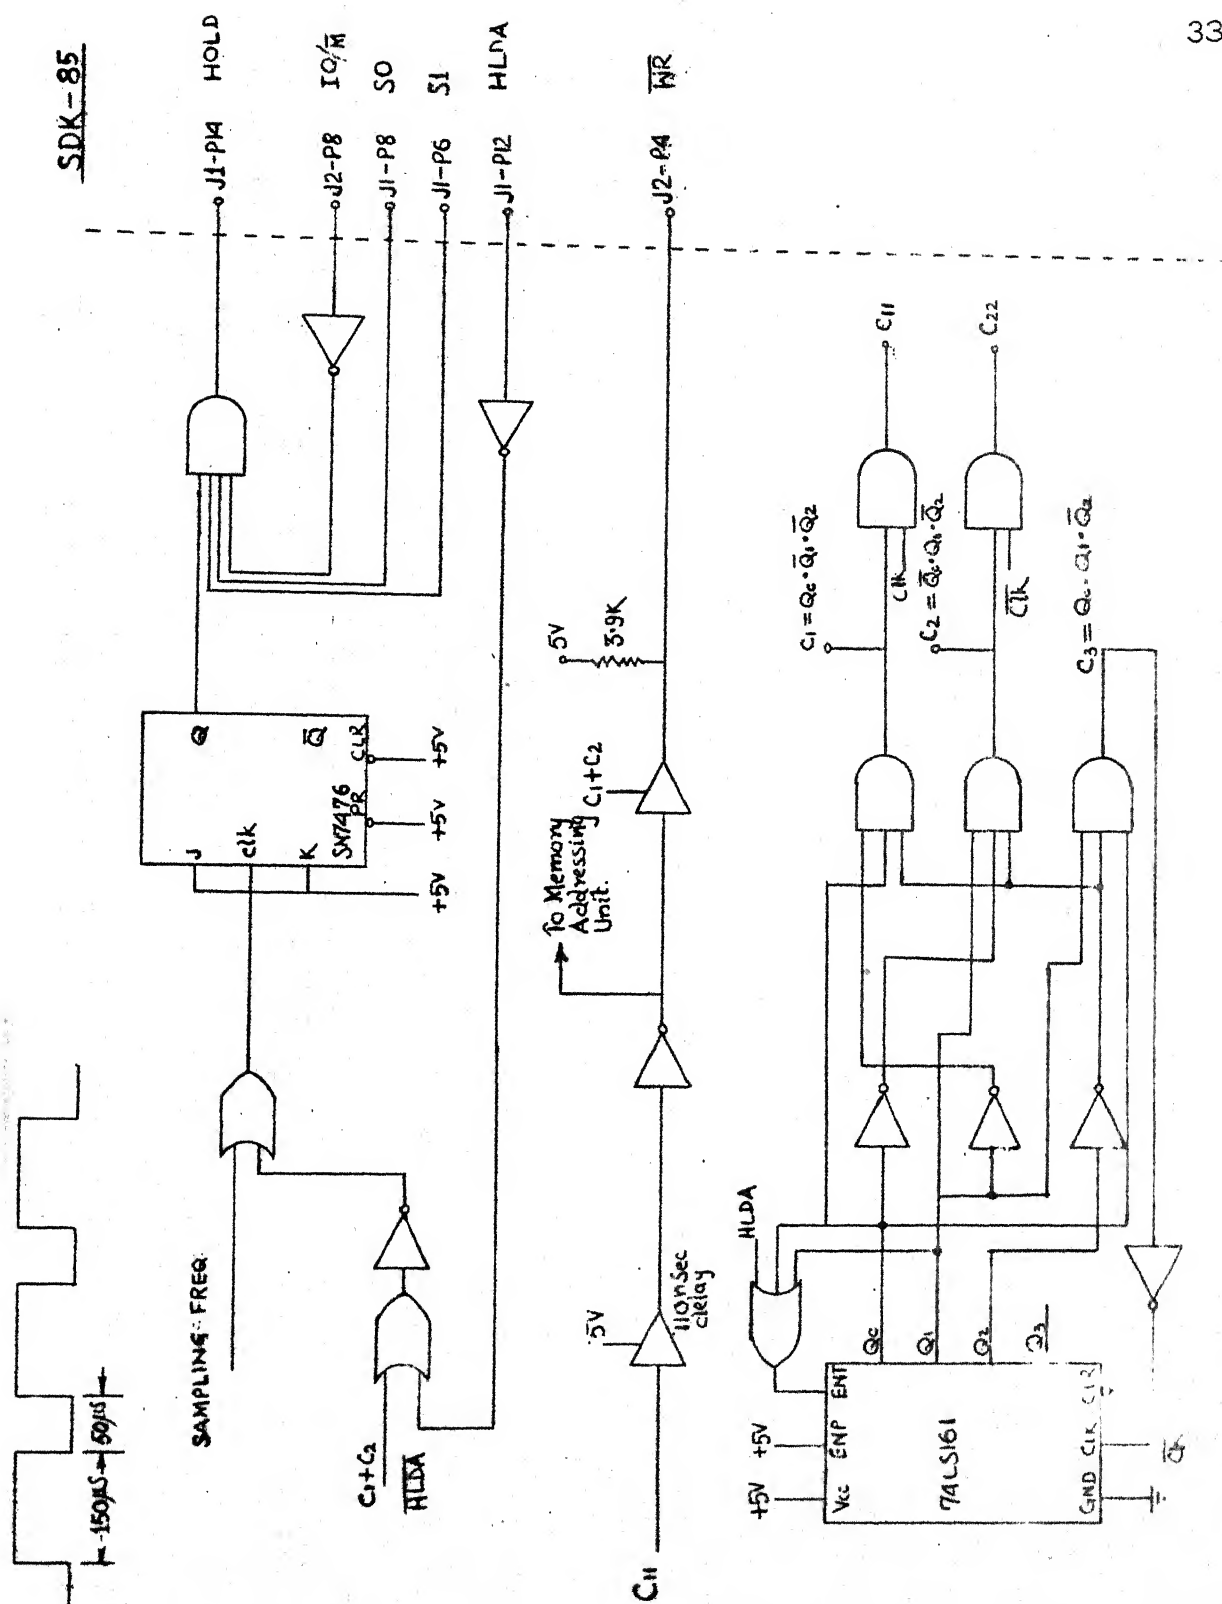 33
SDK-85
J1-P14 HOLD
J2-P8 IO/M̅
J1-P8 S0
J1-P6 S1
J1-P12 HLDA
J2-P4 W̅R̅
150µS
50µS
SAMPLING FREQ.
J
Clk
K
Q
Q̅
SN7476
PR
CLR
+5V
+5V
+5V
C1+C2
H̅L̅D̅A̅
C11
5V
110nSec
delay
To Memory
Addressing
Unit.
C1+C2
5V
3.9K
HLDA
+5V
+5V
Vcc
ENP
ENT
74LS161
GND
Clk
CLR
C̅l̅k̅
Q0
Q1
Q2
Q3
C1=Q0·Q̅1·Q̅2
Clk
C11
C2=Q̅0·Q1·Q̅2
C̅l̅k̅
C22
C3=Q0·Q1·Q̅2